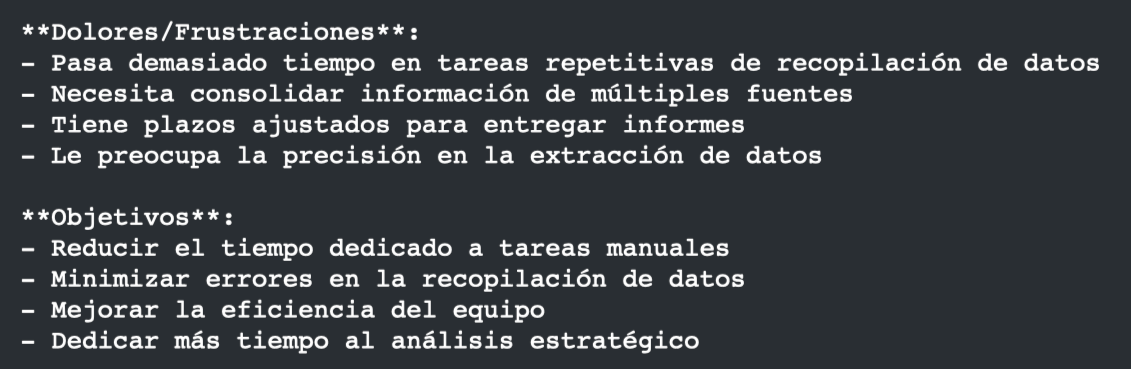 **Dolores/Frustraciones**:
- Pasa demasiado tiempo en tareas repetitivas de recopilación de datos
- Necesita consolidar información de múltiples fuentes
- Tiene plazos ajustados para entregar informes
- Le preocupa la precisión en la extracción de datos

**Objetivos**:
- Reducir el tiempo dedicado a tareas manuales
- Minimizar errores en la recopilación de datos
- Mejorar la eficiencia del equipo
- Dedicar más tiempo al análisis estratégico